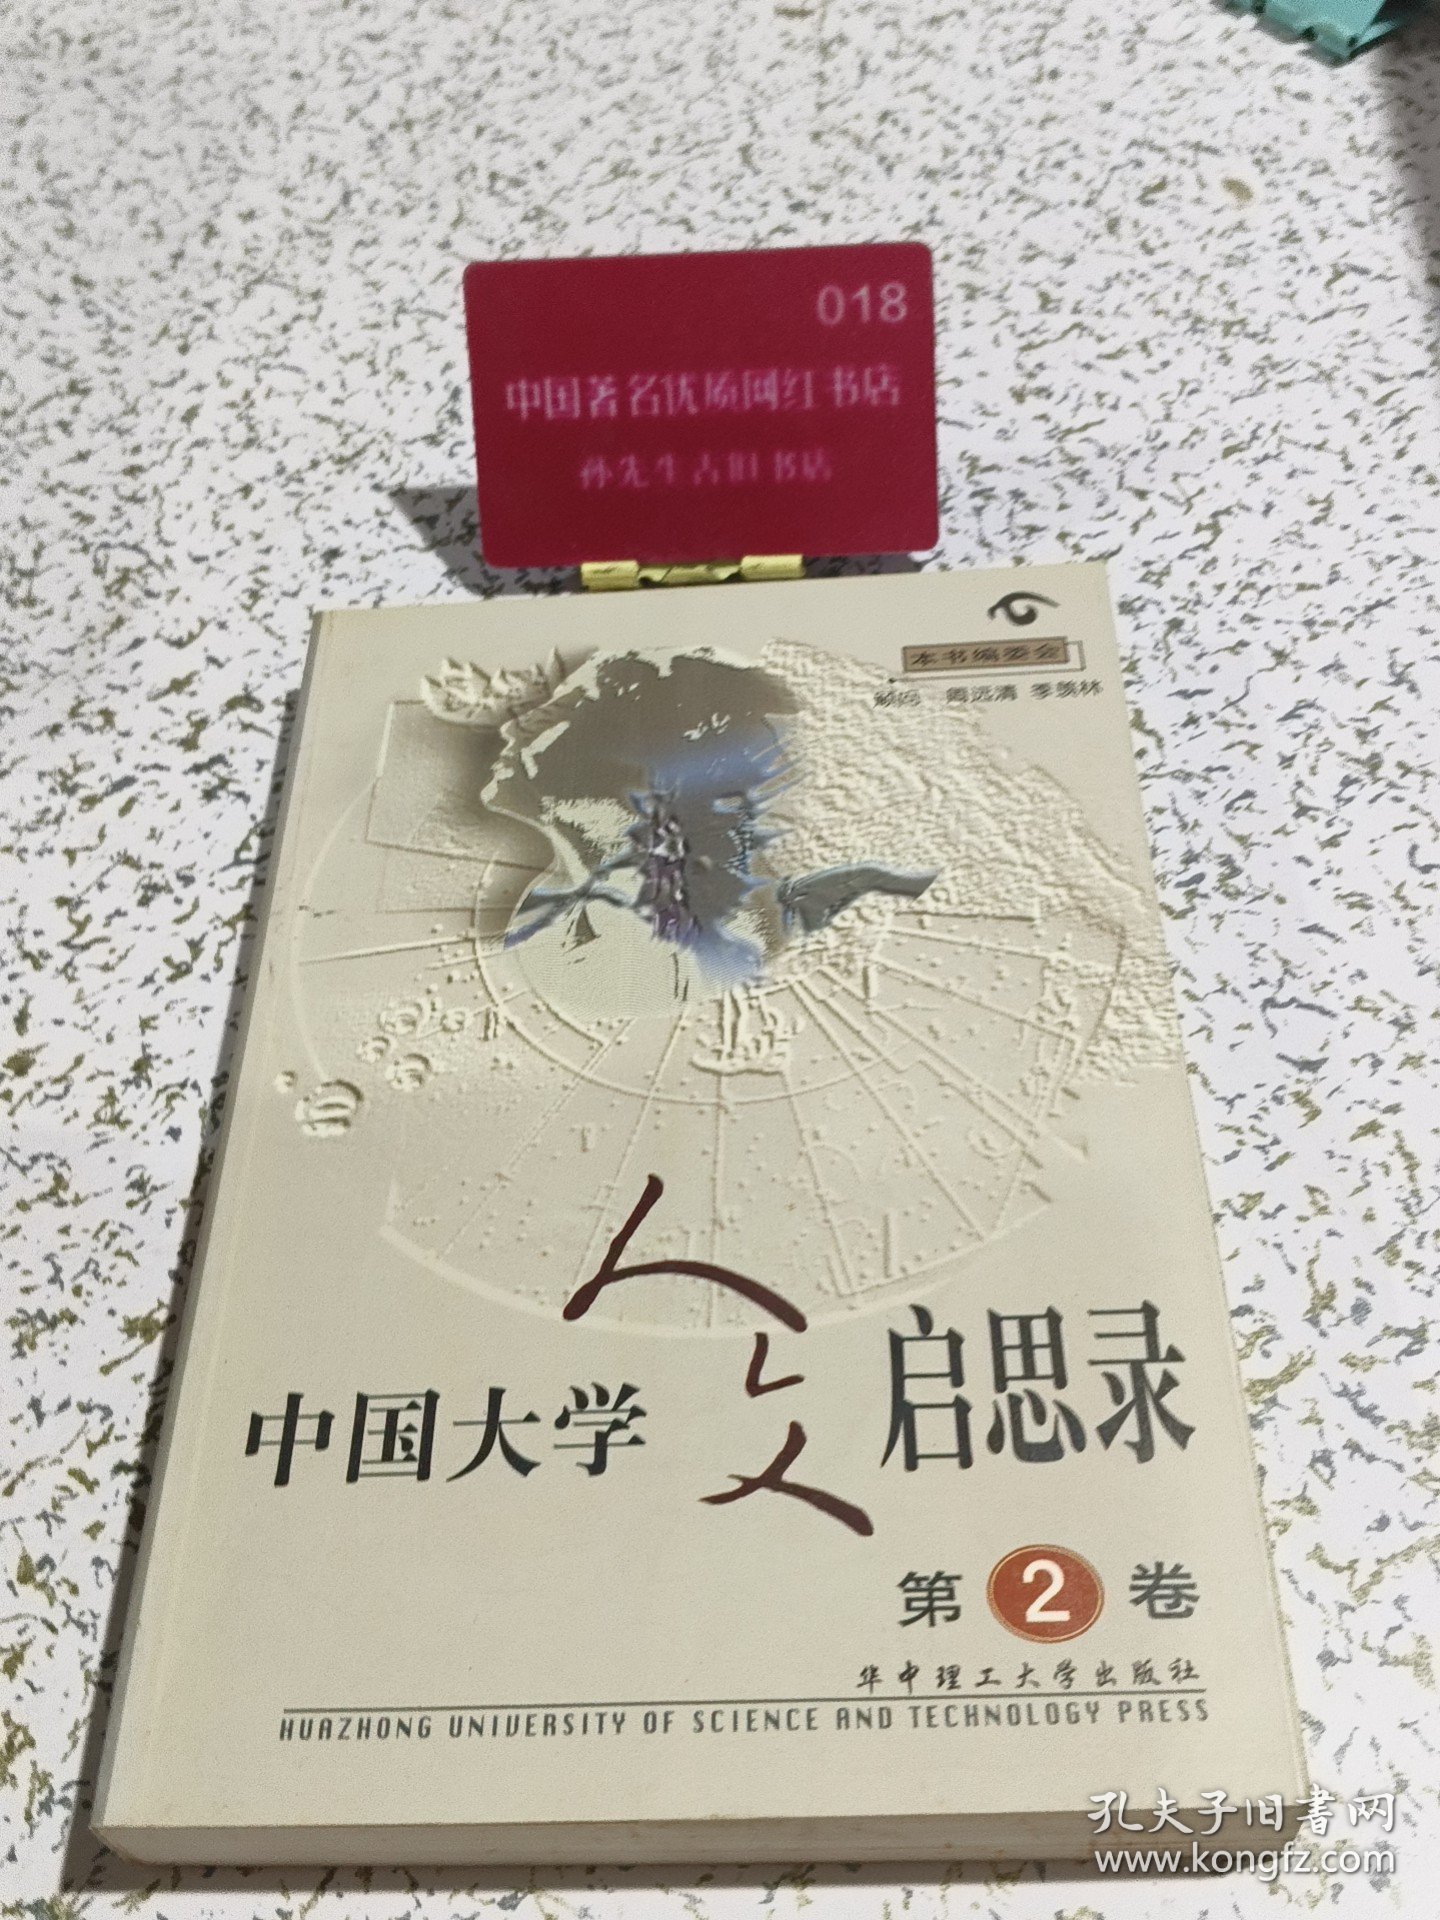 018
中国著名优质网红书店
孙先生古旧书店
本书编委会
顾问 周远清 季羡林
中国大学
人文
启思录
第2卷
华中理工大学出版社
HUAZHONG UNIVERSITY OF SCIENCE AND TECHNOLOGY PRESS
孔夫子旧書网
www.kongfz.com